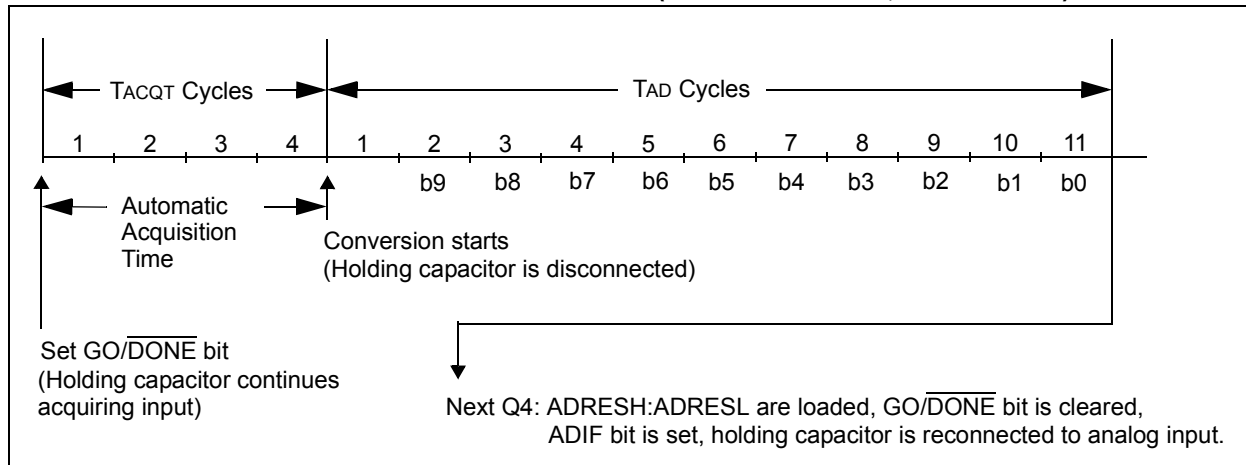 TACQT Cycles TAD Cycles
1 2 3 4 1 2 3 4 5 6 7 8 9 10 11
b9 b8 b7 b6 b5 b4 b3 b2 b1 b0
Automatic
Acquisition
Time
Conversion starts
(Holding capacitor is disconnected)
Set GO/DONE bit
(Holding capacitor continues
acquiring input)
Next Q4: ADRESH:ADRESL are loaded, GO/DONE bit is cleared,
ADIF bit is set, holding capacitor is reconnected to analog input.